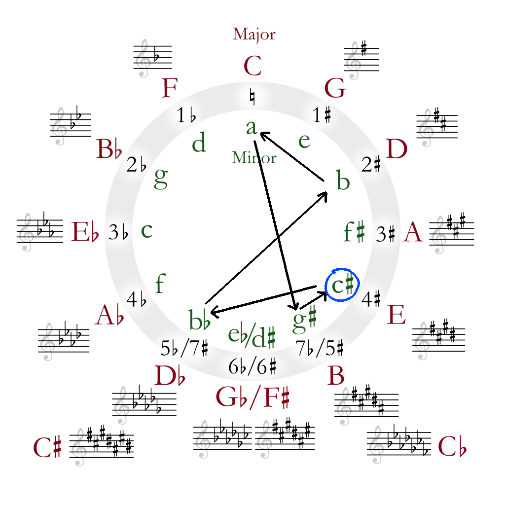 Major
C
F
G
♮
1♭
1♯
a
d
e
B♭
D
2♭
2♯
Minor
g
b
E♭
3♭
c
f♯
3♯
A
f
c♯
4♭
4♯
A♭
E
b♭
g♯
e♭/d♯
5♭/7♯
7♭/5♯
6♭/6♯
D♭
B
G♭/F♯
C♯
C♭